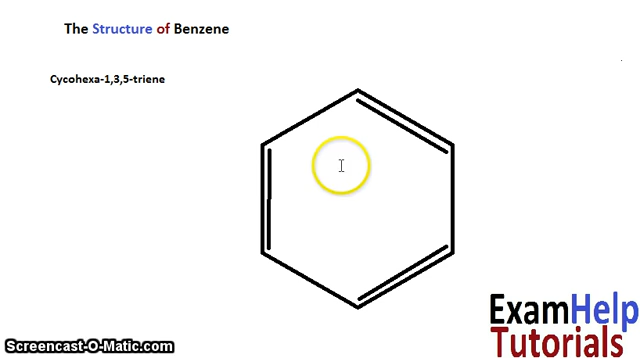 The Structure of Benzene
Cycohexa-1,3,5-triene
ExamHelp
Tutorials
Screencast-O-Matic.com